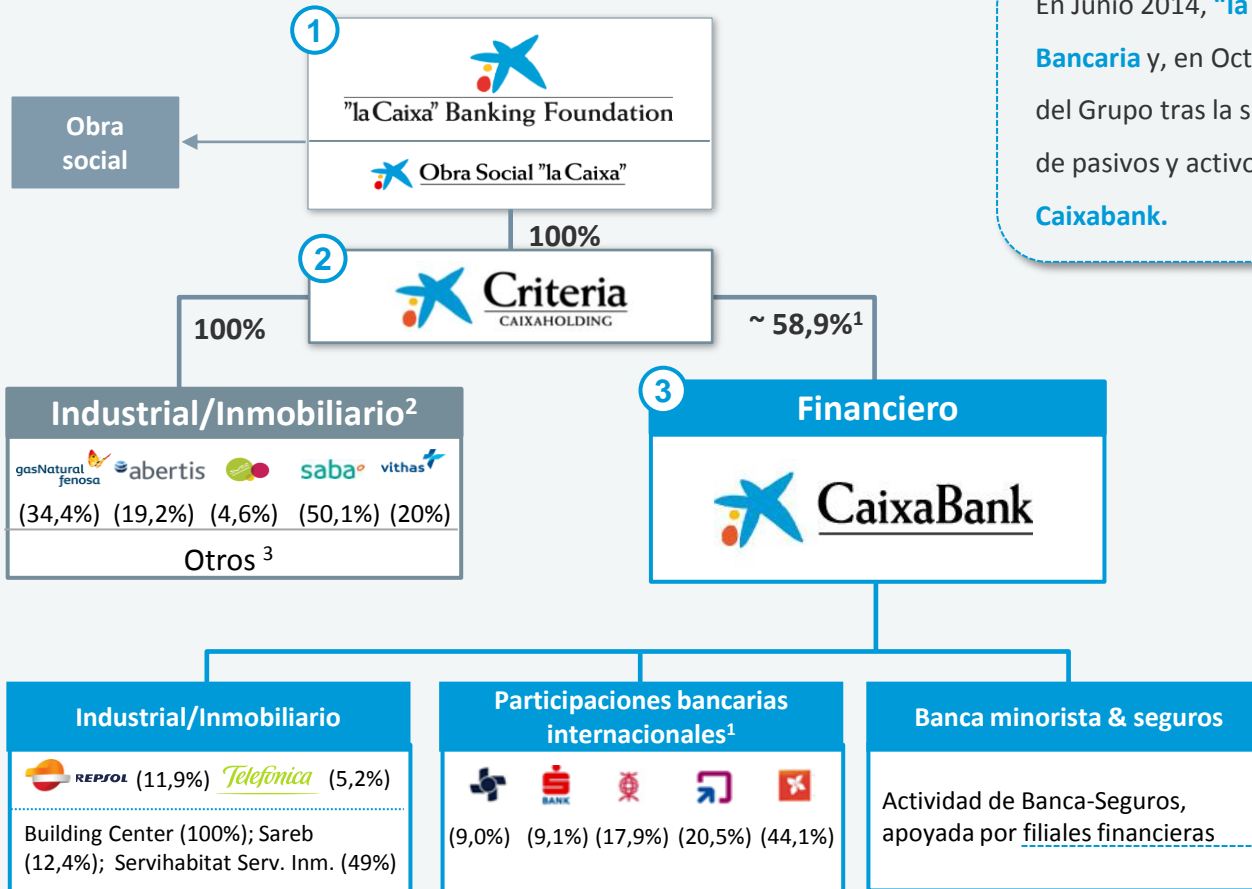 En Junio 2014, "la
Bancaria y, en Oct
del Grupo tras la s
de pasivos y activo
Caixabank.
1
"la Caixa" Banking Foundation
Obra Social "la Caixa"
Obra
social
100%
2
Criteria
CAIXAHOLDING
100%
~ 58,9%1
Industrial/Inmobiliario2
gasNatural
fenosa
abertis
saba
vithas
(34,4%) (19,2%) (4,6%) (50,1%) (20%)
Otros 3
3
Financiero
CaixaBank
Industrial/Inmobiliario
REPSOL (11,9%) Telefónica (5,2%)
Building Center (100%); Sareb
(12,4%); Servihabitat Serv. Inm. (49%)
Participaciones bancarias
internacionales1
BANK
(9,0%) (9,1%) (17,9%) (20,5%) (44,1%)
Banca minorista & seguros
Actividad de Banca-Seguros,
apoyada por filiales financieras